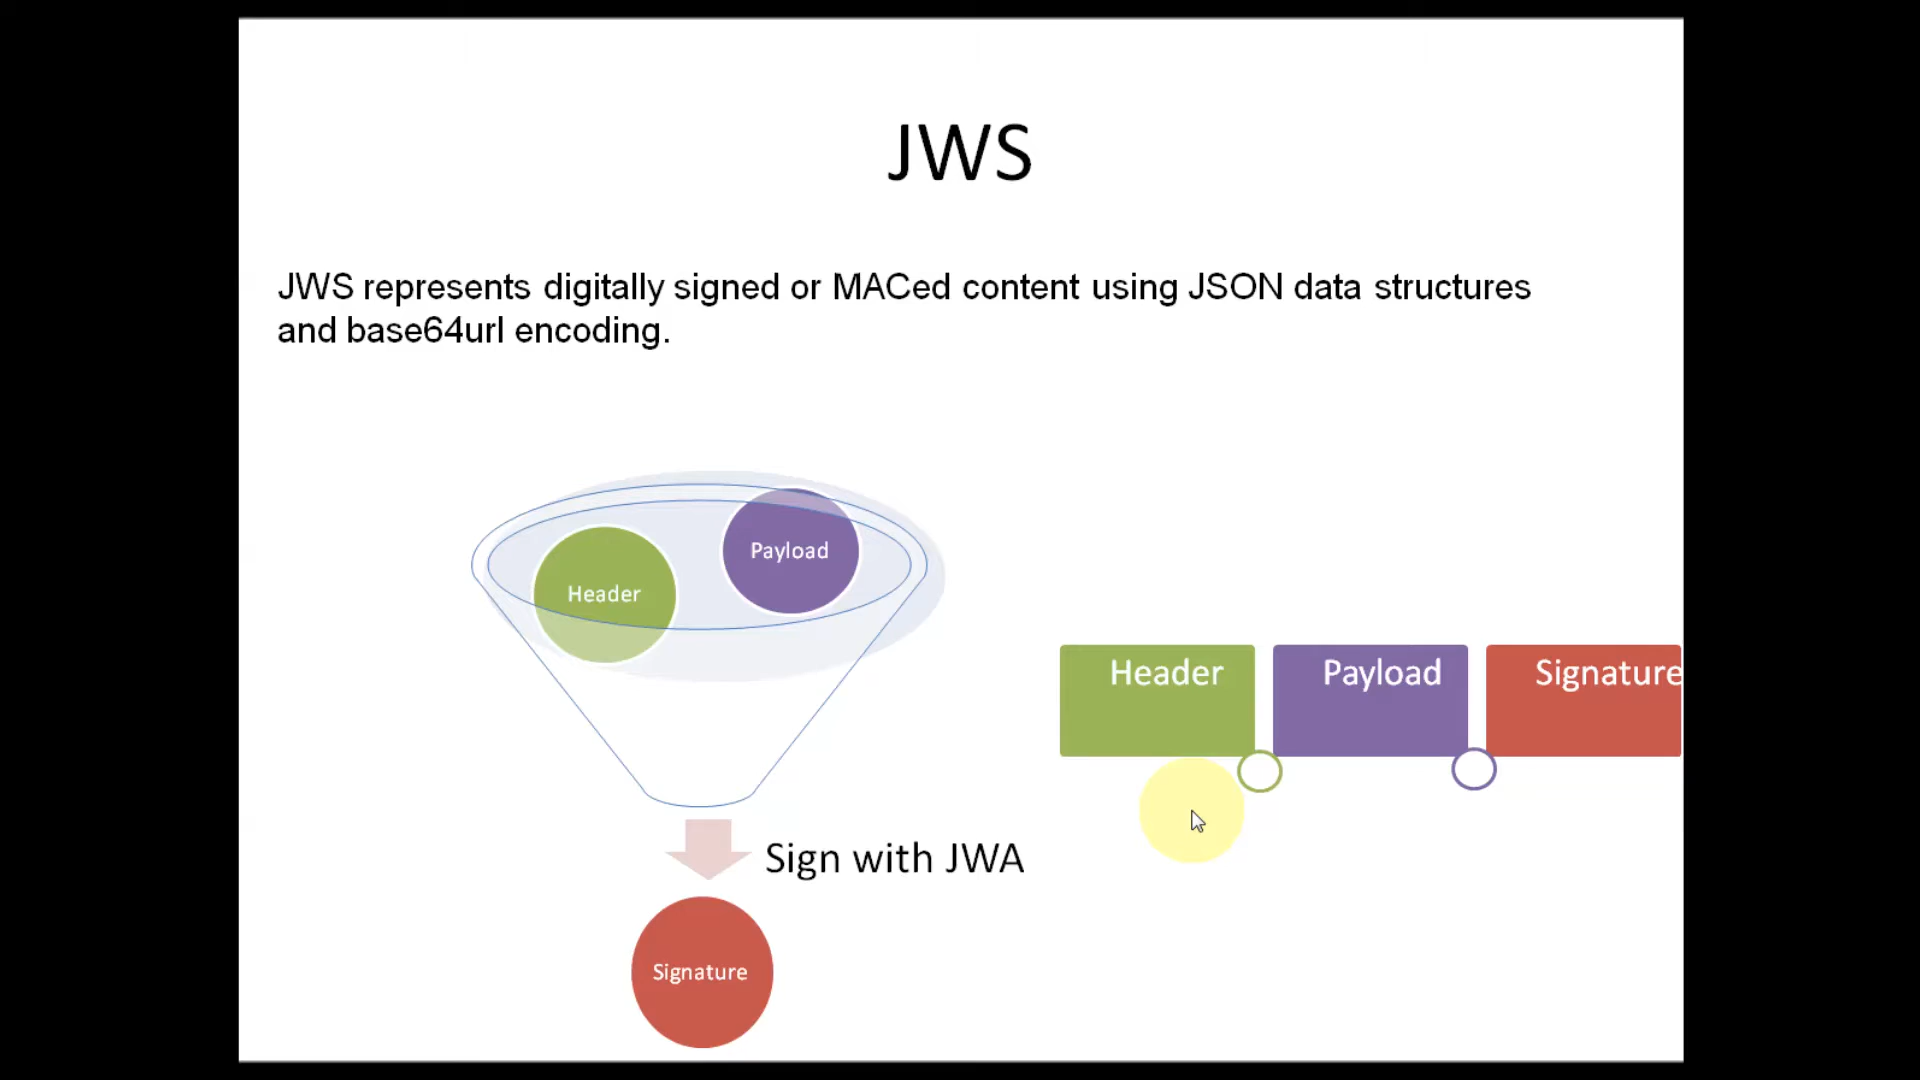 JWS
JWS represents digitally signed or MACed content using JSON data structures
and base64url encoding.
Payload
Header
Header
Payload
Signature
Sign with JWA
Signature